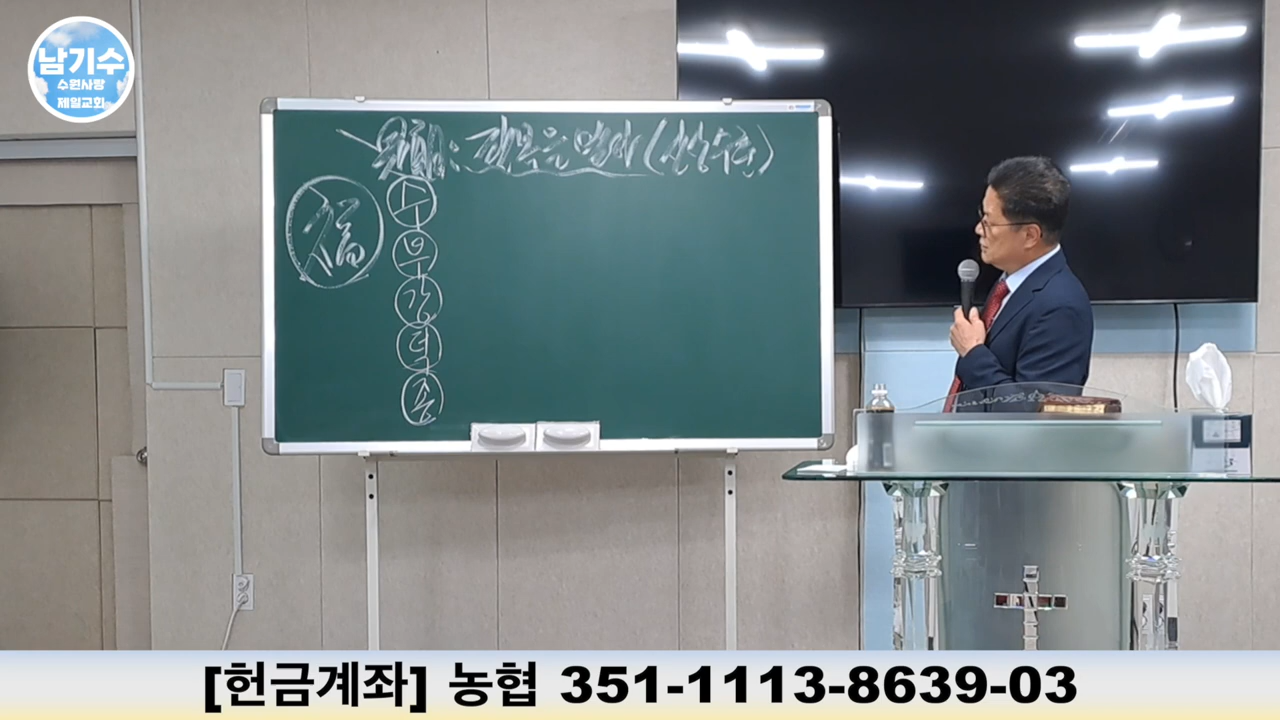 남기수
수원사랑
제일교회
福
수
부
강
덕
종
[헌금계좌] 농협 351-1113-8639-03